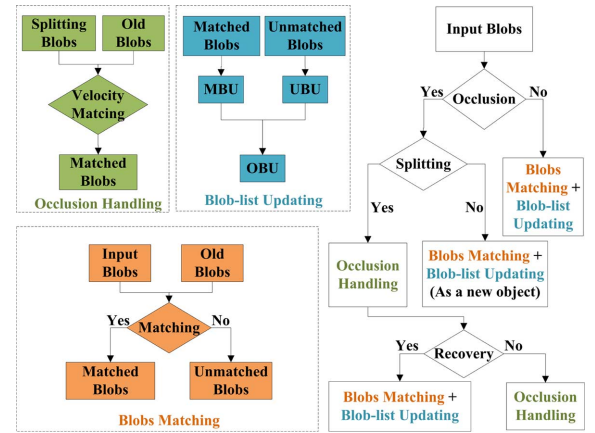 Splitting
Blobs
Old
Blobs
Velocity
Matcing
Matched
Blobs
Occlusion Handling
Matched
Blobs
Unmatched
Blobs
MBU
UBU
OBU
Blob-list Updating
Input
Blobs
Old
Blobs
Yes
Matching
No
Matched
Blobs
Unmatched
Blobs
Blobs Matching
Input Blobs
Yes
Occlusion
No
Splitting
Blobs
Matching +
Blob-list
Updating
Yes
No
Occlusion
Handling
Blobs Matching +
Blob-list Updating
(As a new object)
Yes
Recovery
No
Blobs Matching +
Blob-list Updating
Occlusion
Handling